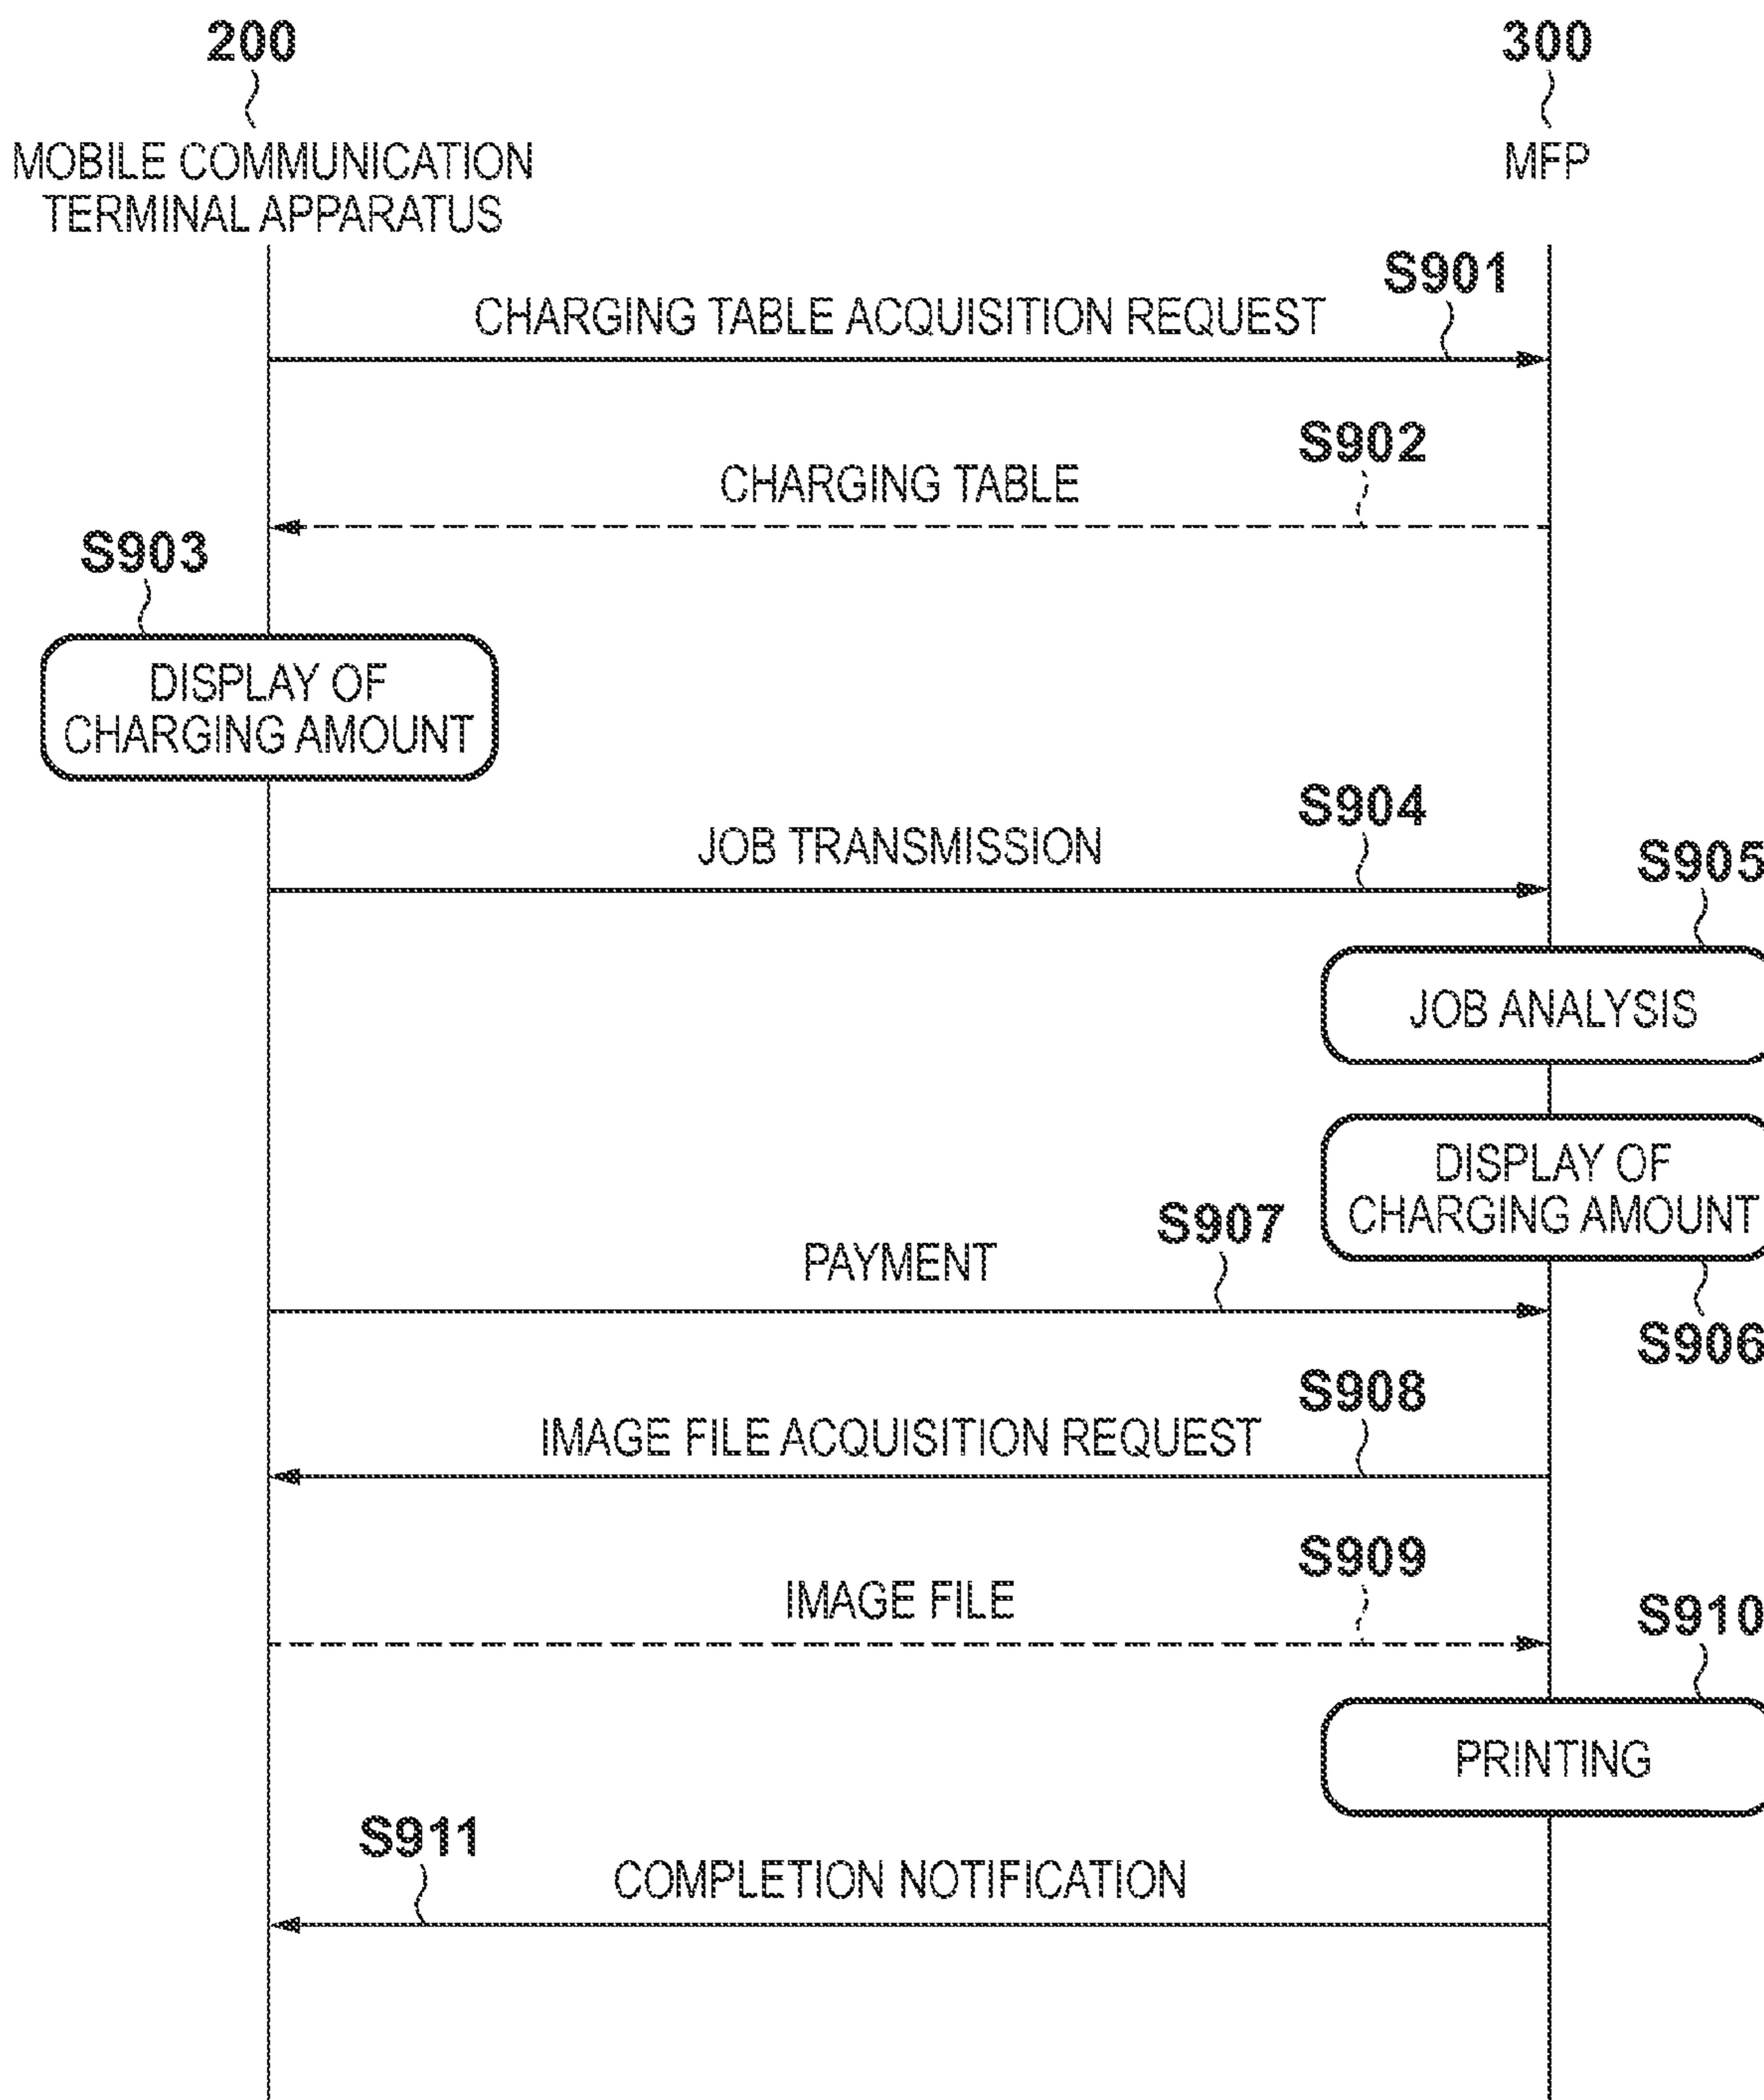 200
300
MOBILE COMMUNICATION
TERMINAL APPARATUS
MFP
S901
CHARGING TABLE ACQUISITION REQUEST
S902
CHARGING TABLE
S903
DISPLAY OF
CHARGING AMOUNT
S904
JOB TRANSMISSION
S905
JOB ANALYSIS
DISPLAY OF
CHARGING AMOUNT
S906
S907
PAYMENT
S908
IMAGE FILE ACQUISITION REQUEST
S909
IMAGE FILE
S910
PRINTING
S911
COMPLETION NOTIFICATION